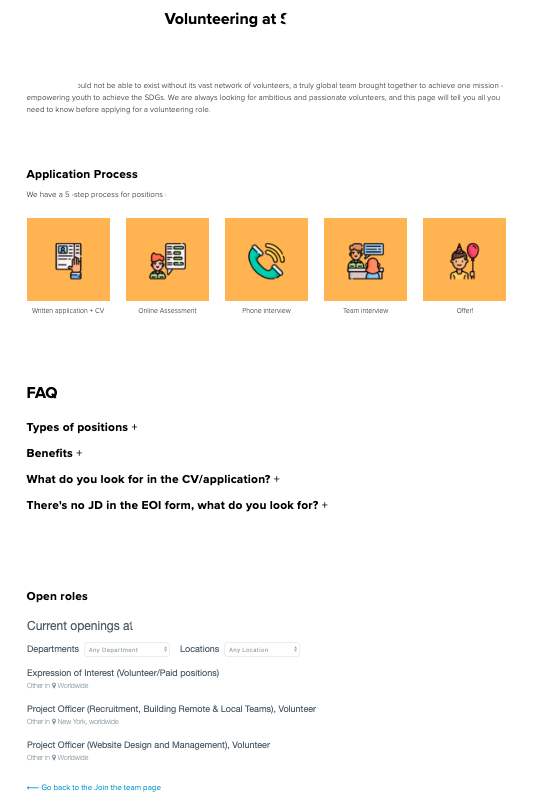 Volunteering at S
ould not be able to exist without its vast network of volunteers, a truly global team brought together to achieve one mission -
empowering youth to achieve the SDGs. We are always looking for ambitious and passionate volunteers, and this page will tell you all you
need to know before applying for a volunteering role.
Application Process
We have a 5 -step process for positions :
Written application + CV
Online Assessment
Phone interview
Team interview
Offer!
FAQ
Types of positions +
Benefits +
What do you look for in the CV/application? +
There's no JD in the EOI form, what do you look for? +
Open roles
Current openings at
Departments Any Department Locations Any Location
Expression of Interest (Volunteer/Paid positions)
Other in Worldwide
Project Officer (Recruitment, Building Remote & Local Teams), Volunteer
Other in New York, worldwide
Project Officer (Website Design and Management), Volunteer
Other in Worldwide
⟵ Go back to the Join the team page